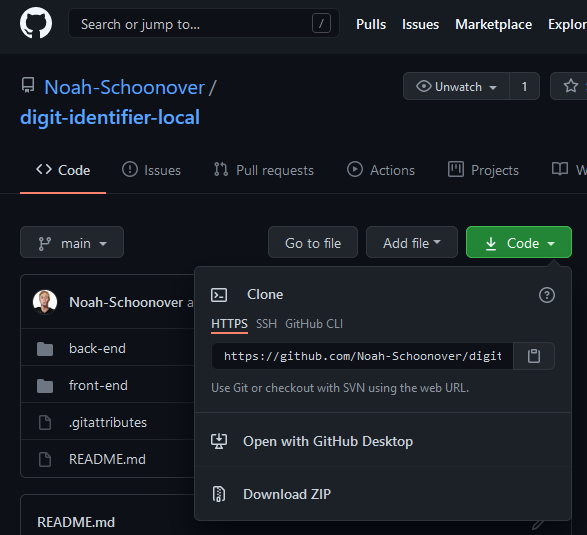 Search or jump to... /
Pulls Issues Marketplace Explor
Noah-Schoonover / Unwatch 1
digit-identifier-local
Code Issues Pull requests Actions Projects W
main Go to file Add file Code
Noah-Schoonover a
back-end
front-end
.gitattributes
README.md
Clone
HTTPS SSH GitHub CLI
https://github.com/Noah-Schoonover/digit
Use Git or checkout with SVN using the web URL.
Open with GitHub Desktop
Download ZIP
README.md